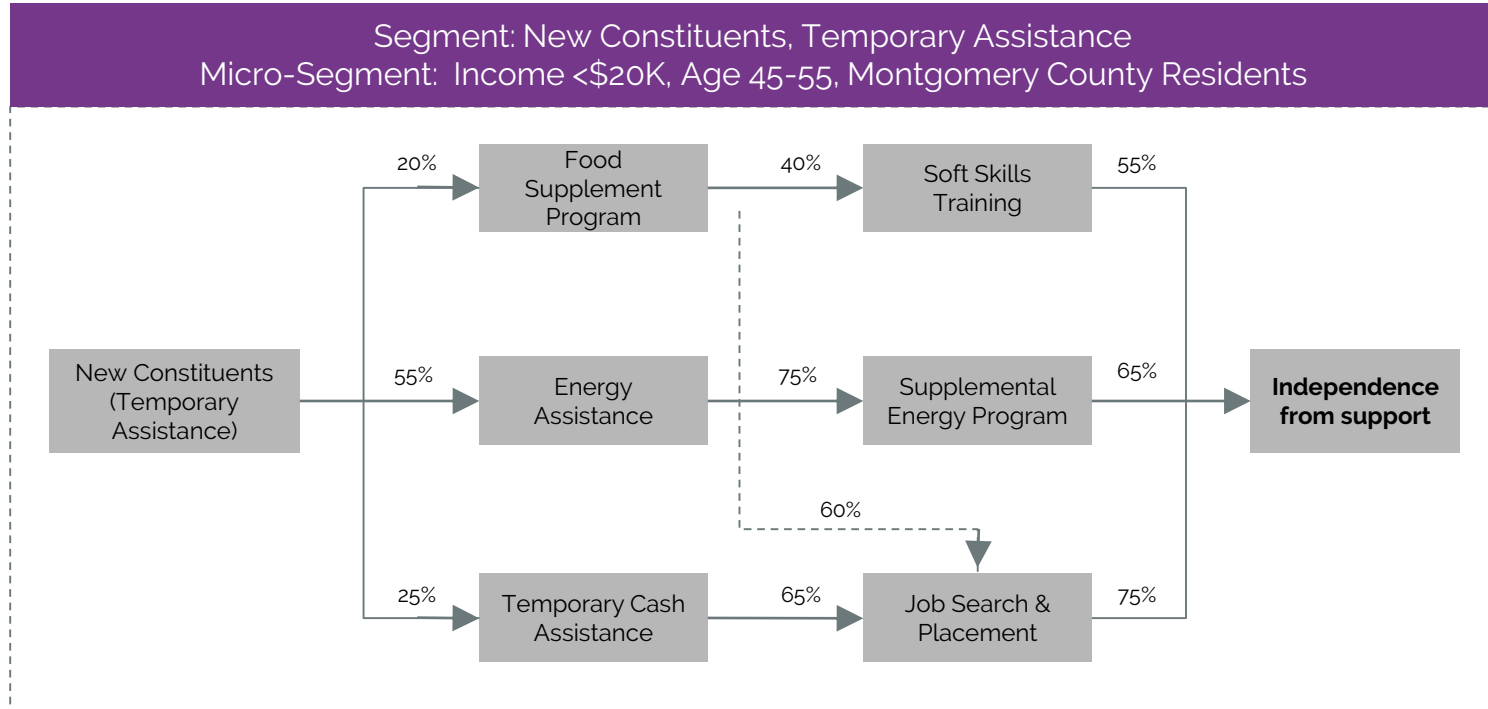 Segment: New Constituents, Temporary Assistance
Micro-Segment: Income <$20K, Age 45-55, Montgomery County Residents
20%
Food
Supplement
Program
40%
Soft Skills
Training
55%
New Constituents
(Temporary
Assistance)
55%
Energy
Assistance
75%
Supplemental
Energy Program
65%
Independence
from support
60%
25%
Temporary Cash
Assistance
65%
Job Search &
Placement
75%